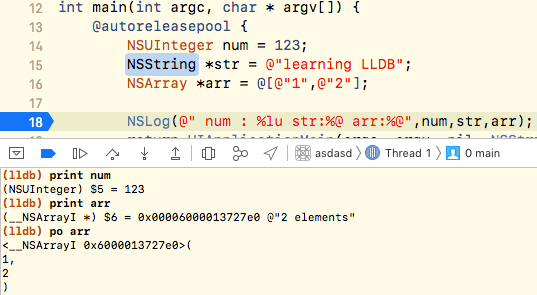 12 int main(int argc, char * argv[]) {
13 @autoreleasepool {
14 NSUInteger num = 123;
15 NSString *str = @"learning LLDB";
16 NSArray *arr = @[@"1",@"2"];
17
18 NSLog(@" num : %lu str:%@ arr:%@",num,str,arr);
asdasd Thread 1 0 main
(lldb) print num
(NSUInteger) $5 = 123
(lldb) print arr
(__NSArrayI *) $6 = 0x00006000013727e0 @"2 elements"
(lldb) po arr
<__NSArrayI 0x6000013727e0>(
1,
2
)